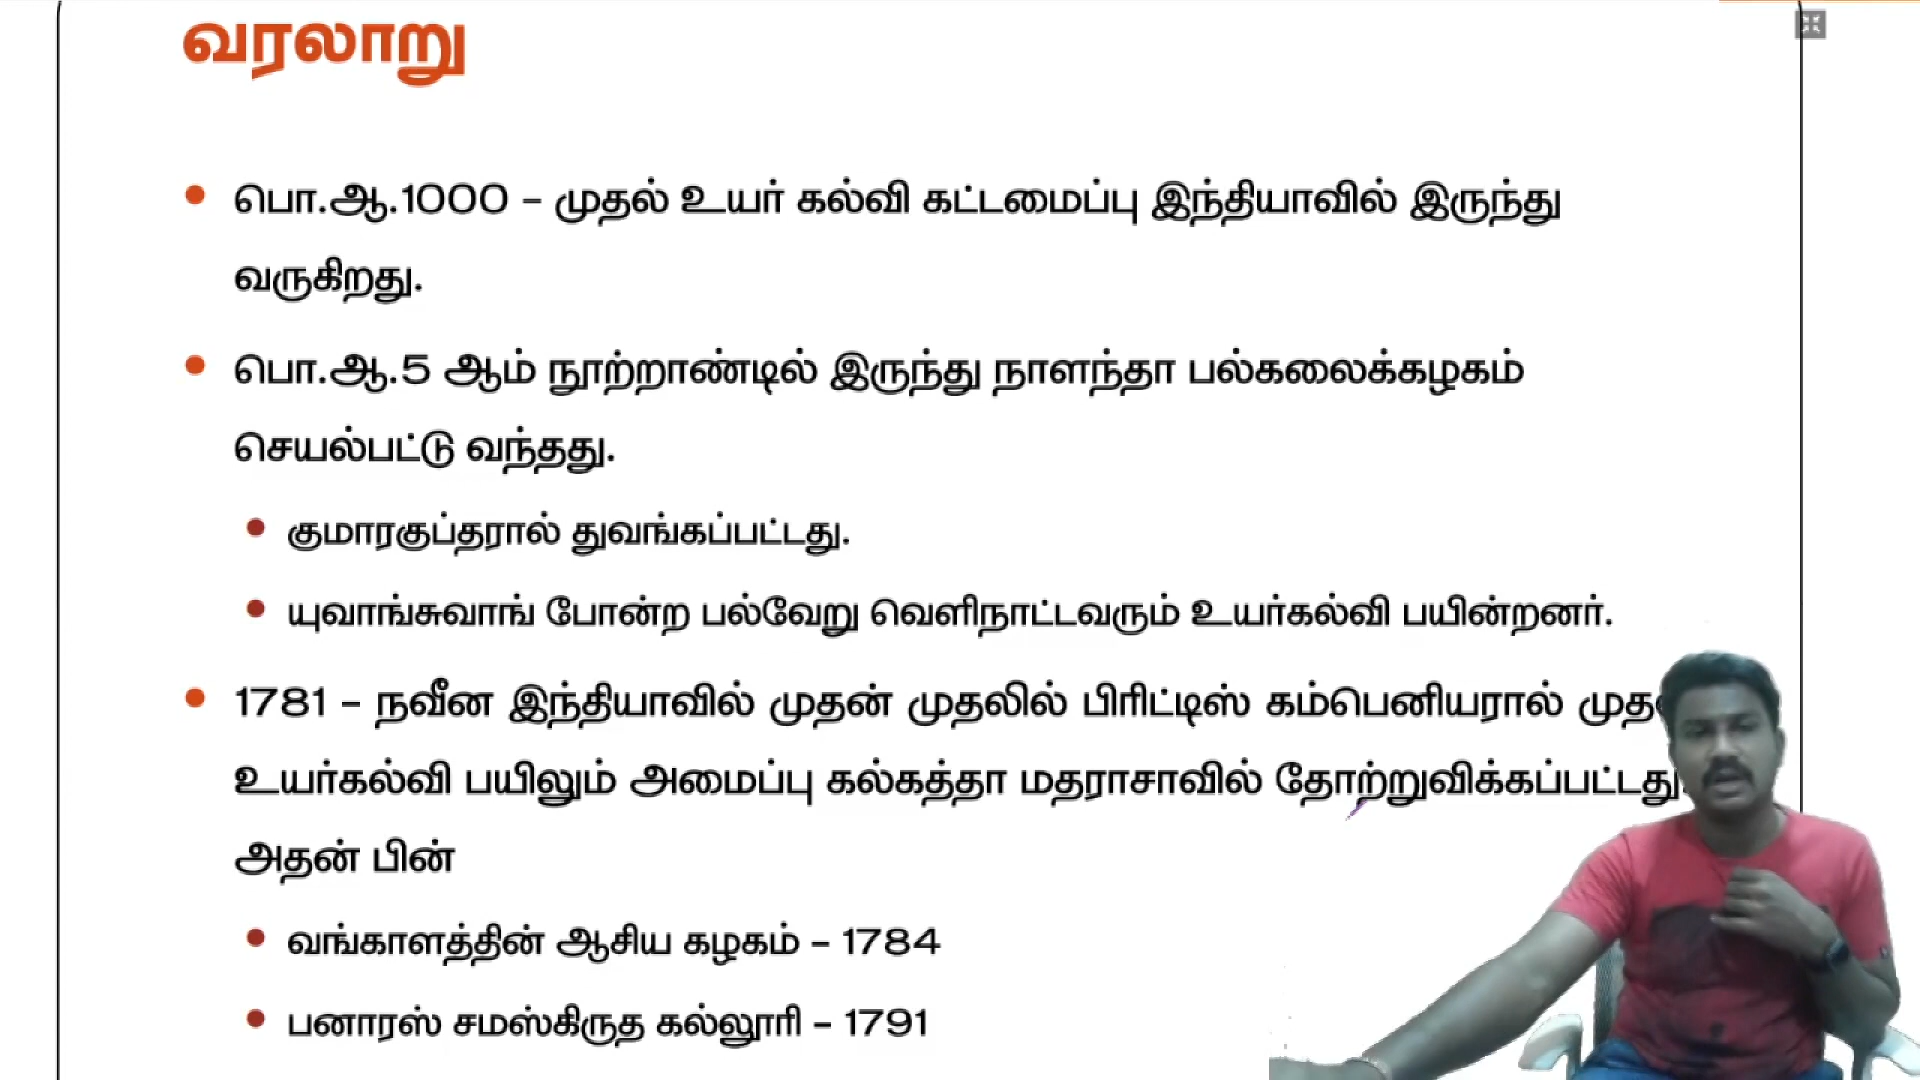 வரலாறு
பொ.ஆ.1000 – முதல் உயர் கல்வி கட்டமைப்பு இந்தியாவில் இருந்து
வருகிறது.
பொ.ஆ.5 ஆம் நூற்றாண்டில் இருந்து நாளந்தா பல்கலைக்கழகம்
செயல்பட்டு வந்தது.
குமாரகுப்தரால் துவங்கப்பட்டது.
யுவாங்சுவாங் போன்ற பல்வேறு வெளிநாட்டவரும் உயர்கல்வி பயின்றனர்.
1781 – நவீன இந்தியாவில் முதன் முதலில் பிரிட்டிஸ் கம்பெனியரால்
உயர்கல்வி பயிலும் அமைப்பு கல்கத்தா மதராசாவில் தோற்றுவிக்கப்பட்டது.
அதன் பின்
வங்காளத்தின் ஆசிய கழகம் – 1784
பனாரஸ் சமஸ்கிருத கல்லூரி – 1791